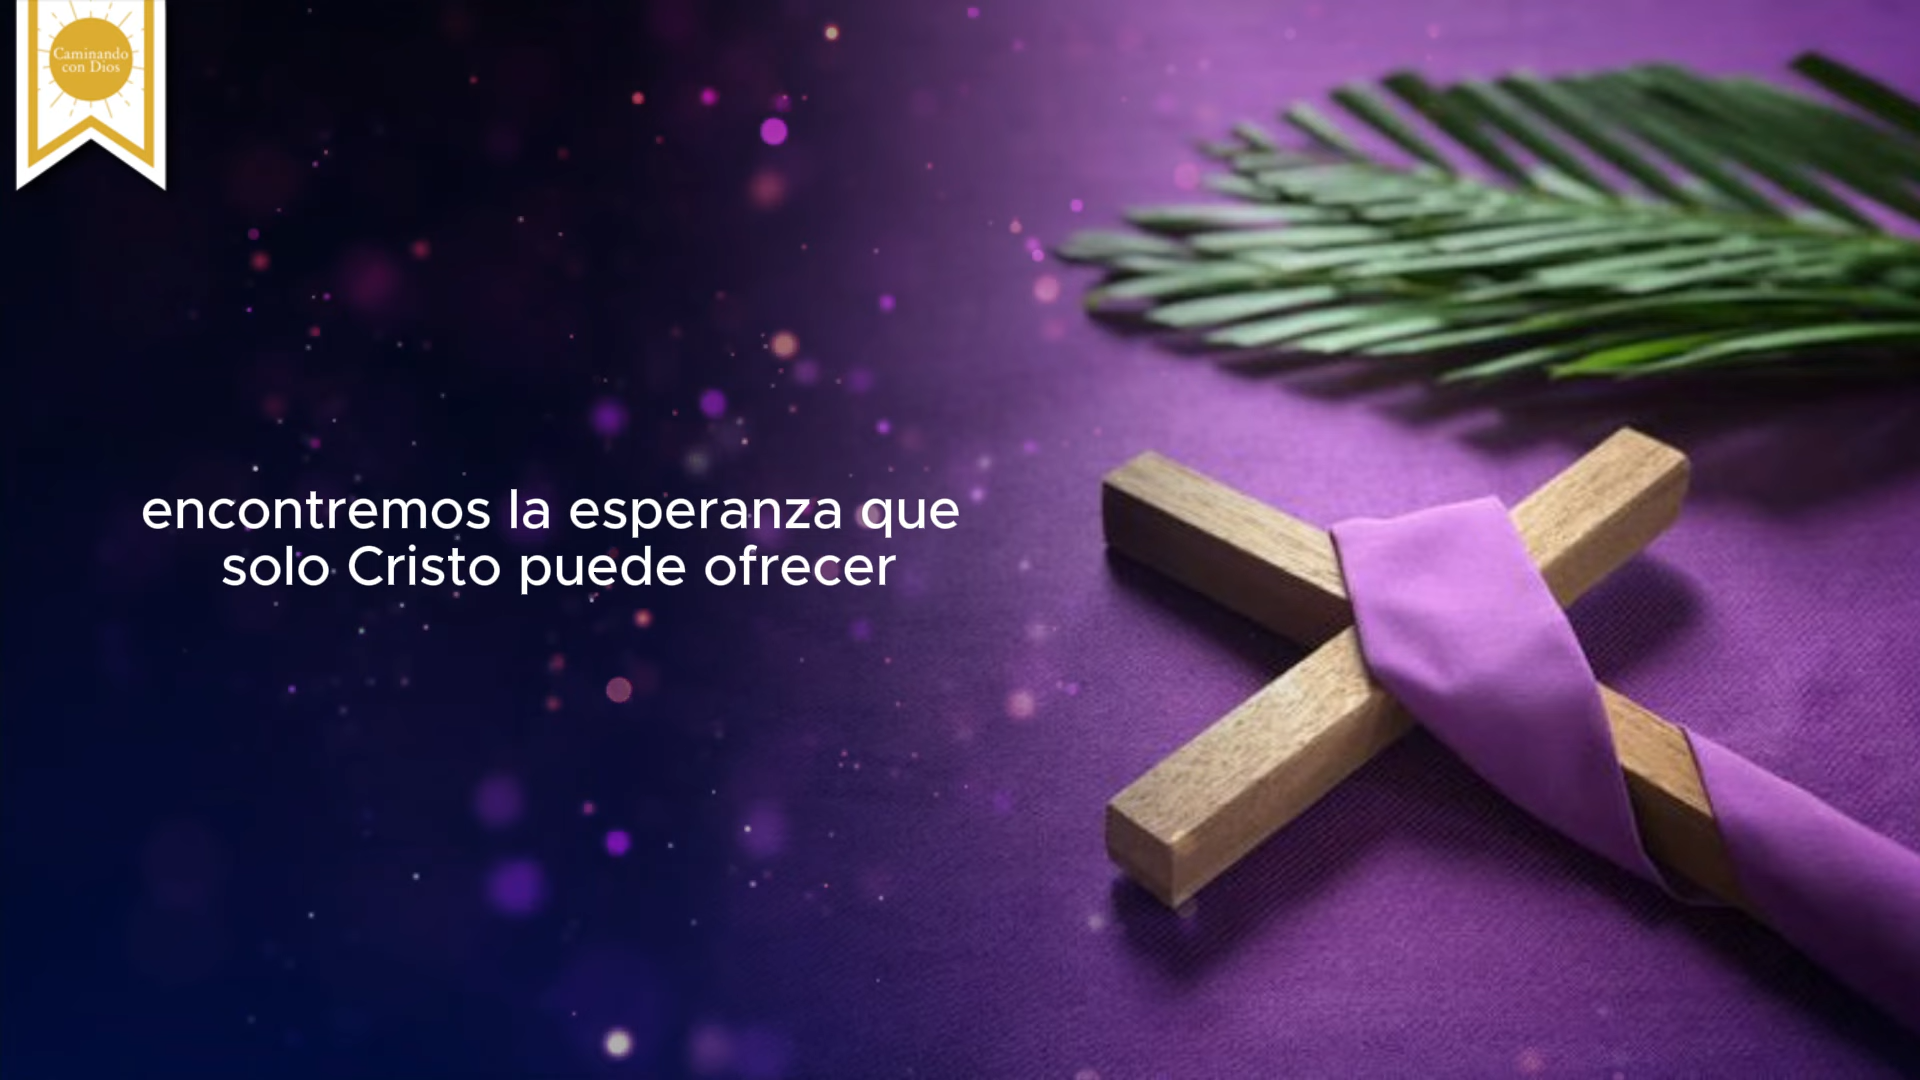 Caminando
con Dios
encontremos la esperanza que
solo Cristo puede ofrecer